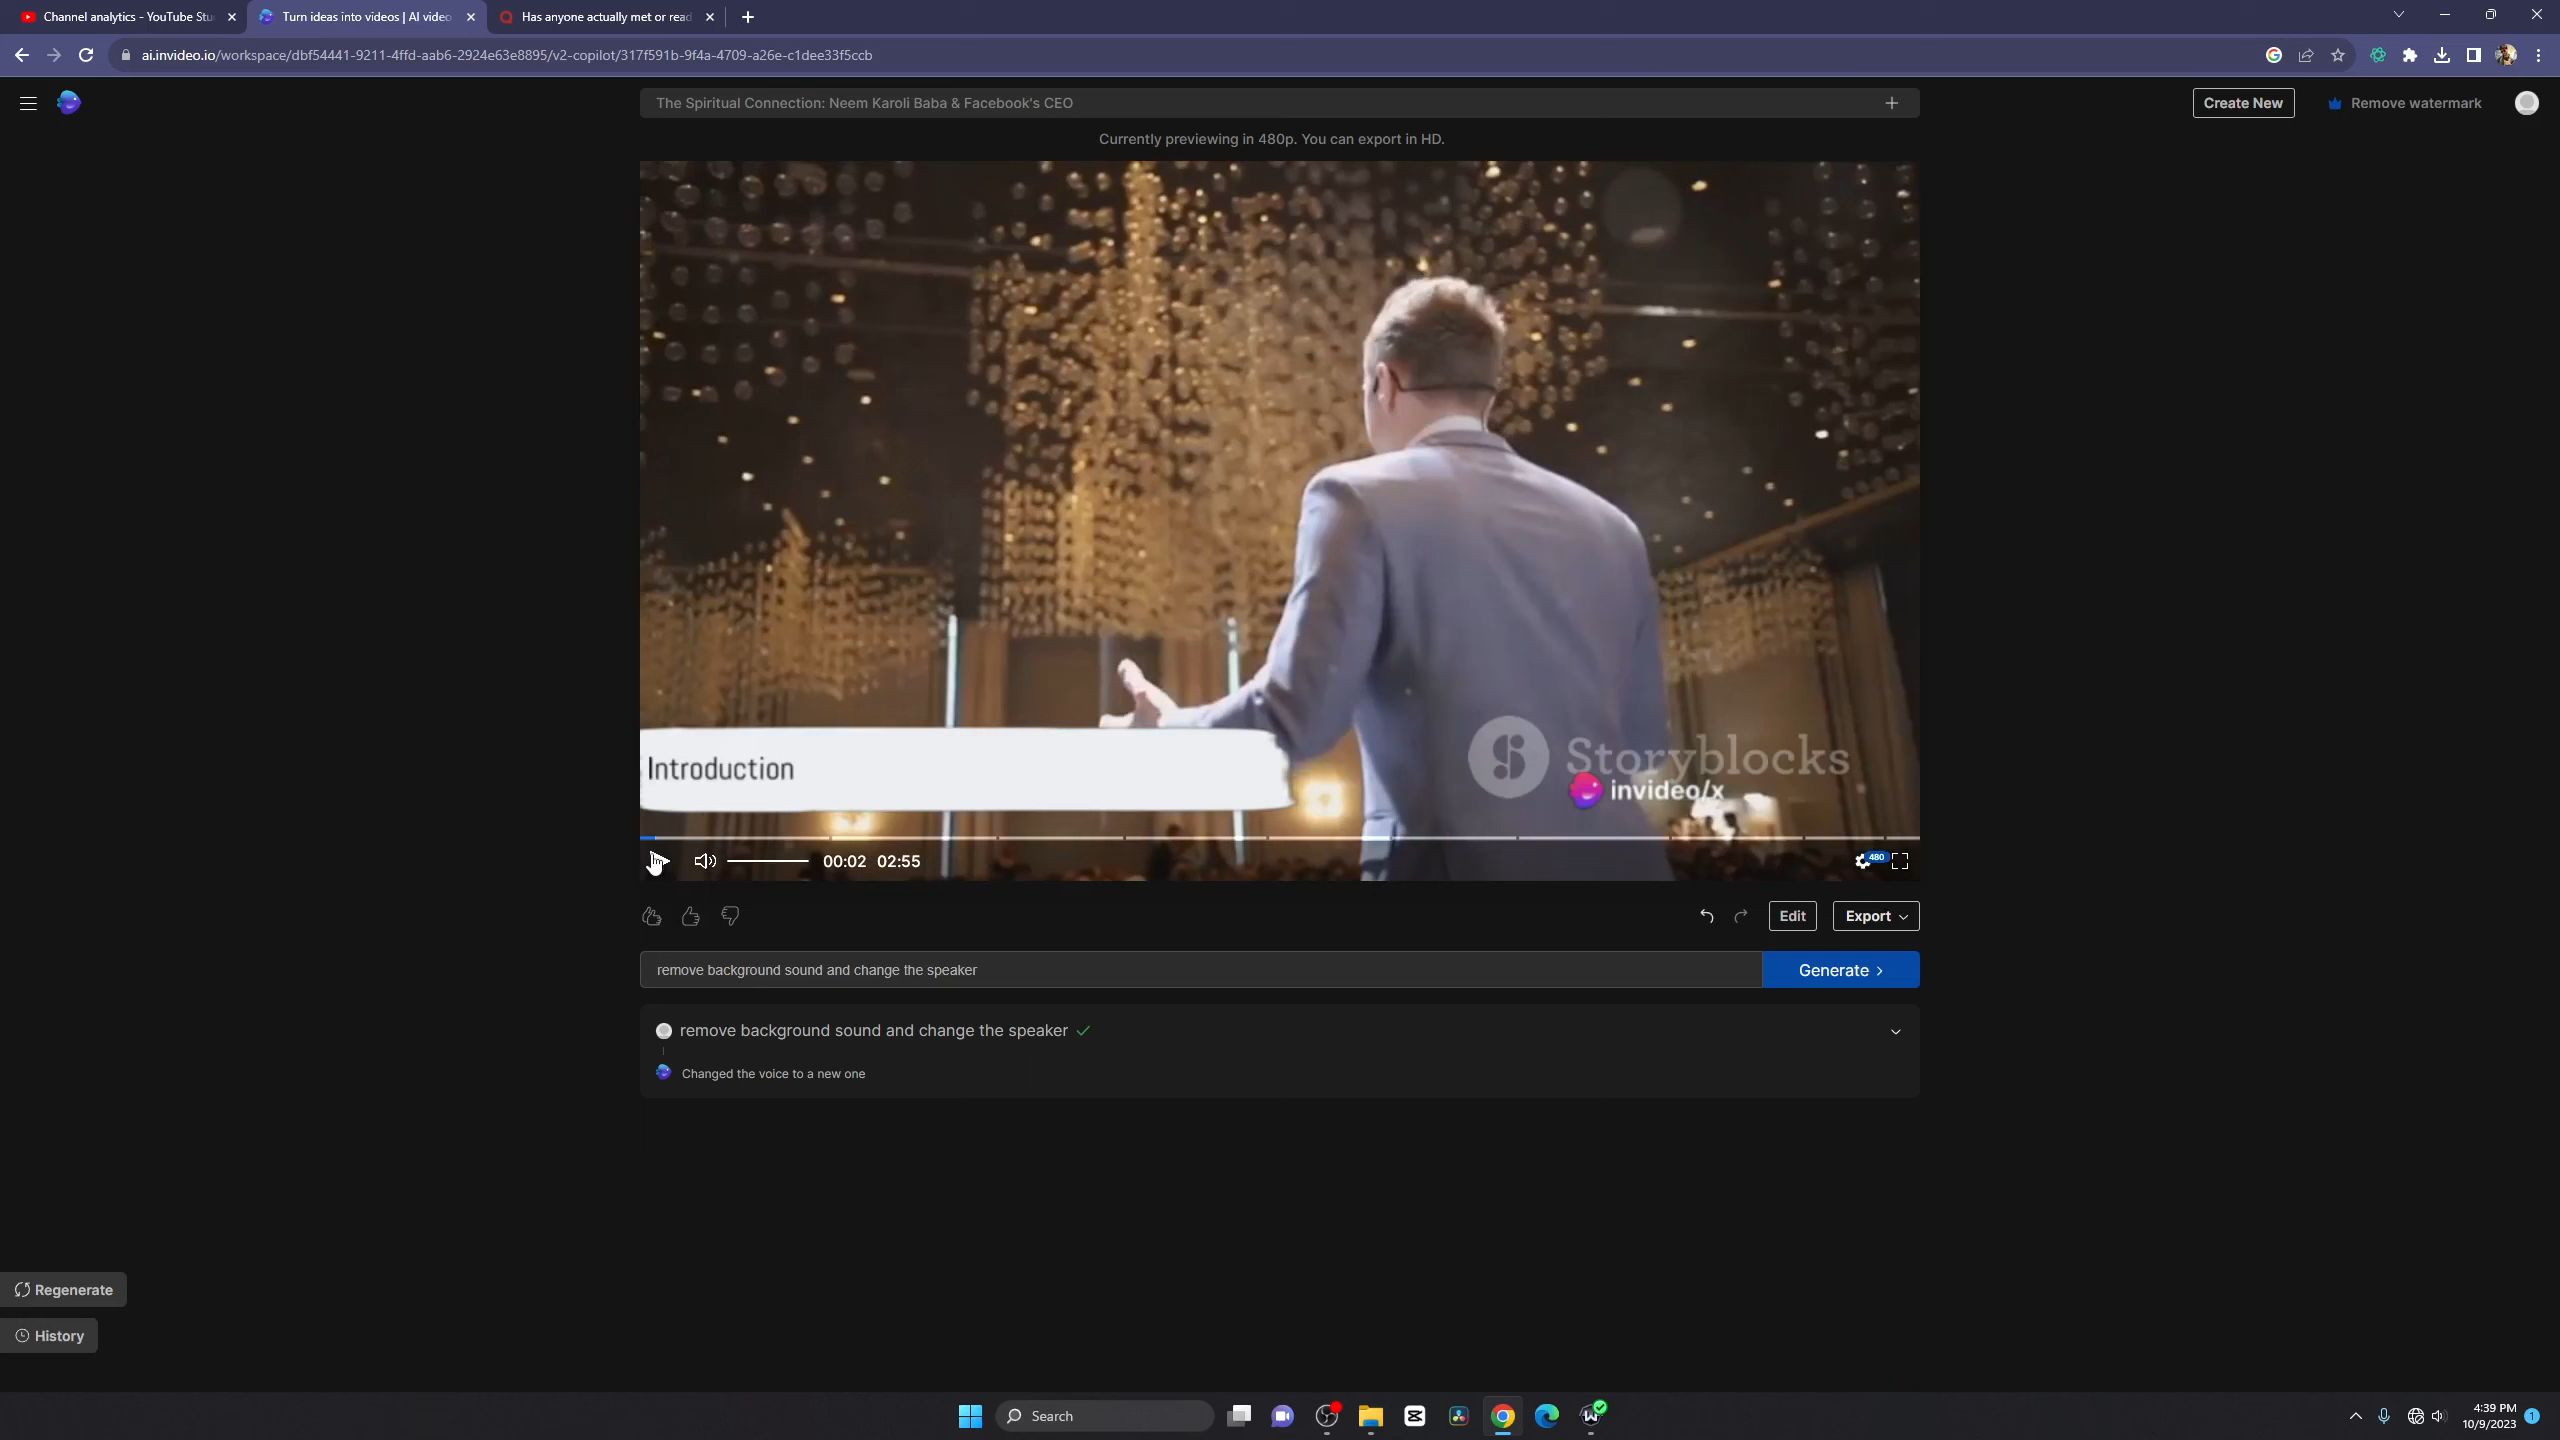 Channel analytics - YouTube Stu
Turn ideas into videos | AI video
Has anyone actually met or read
ai.invideo.io/workspace/dbf54441-9211-4ffd-aab6-2924e63e8895/v2-copilot/317f591b-9f4a-4709-a26e-c1dee33f5ccb
The Spiritual Connection: Neem Karoli Baba & Facebook's CEO
Create New
Remove watermark
Currently previewing in 480p. You can export in HD.
Introduction
Storyblocks
invideo/x
00:02 02:55
480
Edit
Export
remove background sound and change the speaker
Generate
remove background sound and change the speaker
Changed the voice to a new one
Regenerate
History
Search
4:39 PM
10/9/2023
1